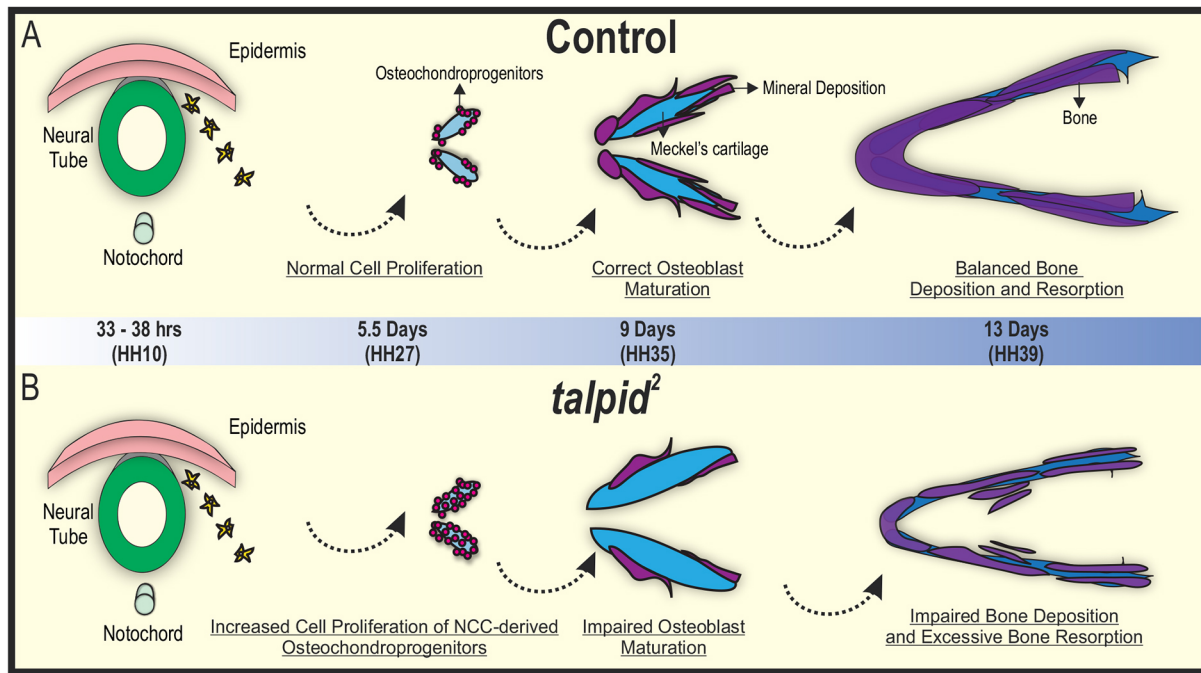 A
Control
Epidermis
Osteochondroprogenitors
Mineral Deposition
Neural
Tube
Meckel's cartilage
Bone
Notochord
Normal Cell Proliferation
Correct Osteoblast
Maturation
Balanced Bone
Deposition and Resorption
33 - 38 hrs
(HH10)
5.5 Days
(HH27)
9 Days
(HH35)
13 Days
(HH39)
B
talpid²
Epidermis
Neural
Tube
Notochord
Increased Cell Proliferation of NCC-derived
Osteochondroprogenitors
Impaired Osteoblast
Maturation
Impaired Bone Deposition
and Excessive Bone Resorption